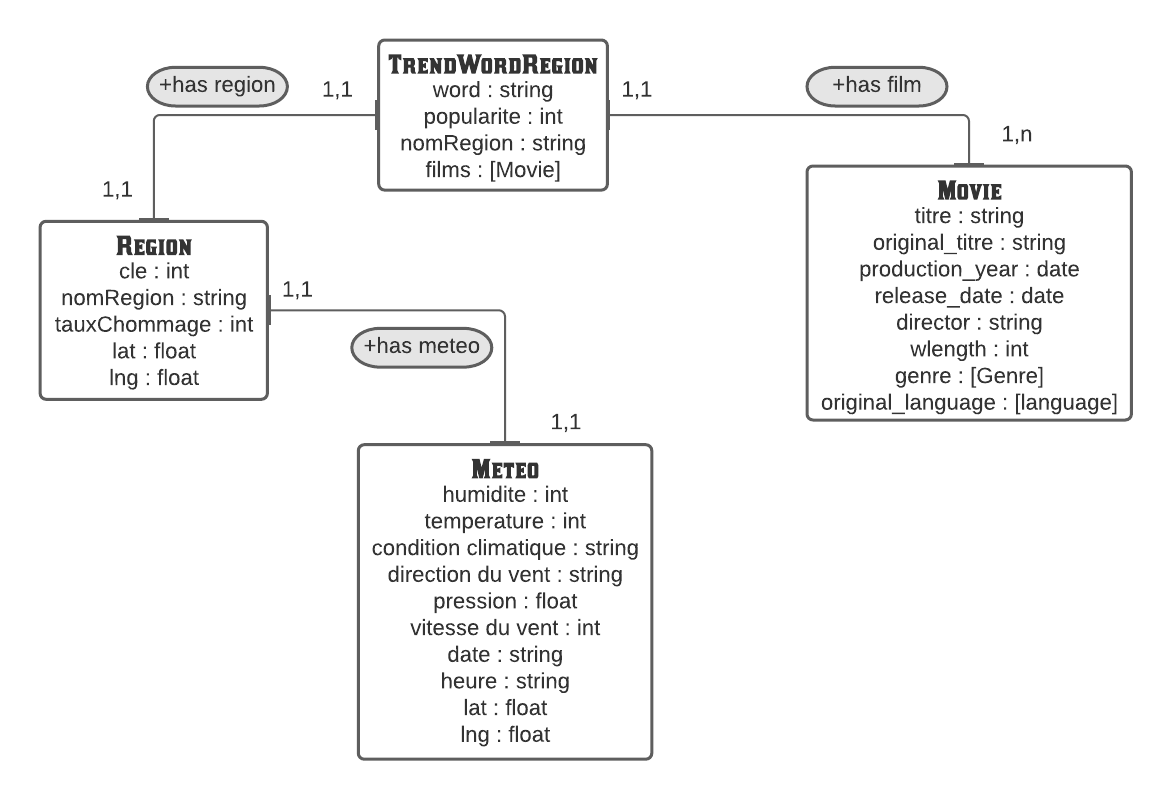 TrendWordRegion
word : string
popularite : int
nomRegion : string
films : [Movie]
+has region
1,1
1,1
+has film
1,n
1,1
Region
cle : int
nomRegion : string
tauxChommage : int
lat : float
lng : float
Movie
titre : string
original_titre : string
production_year : date
release_date : date
director : string
wlength : int
genre : [Genre]
original_language : [language]
1,1
+has meteo
1,1
Meteo
humidite : int
temperature : int
condition climatique : string
direction du vent : string
pression : float
vitesse du vent : int
date : string
heure : string
lat : float
lng : float